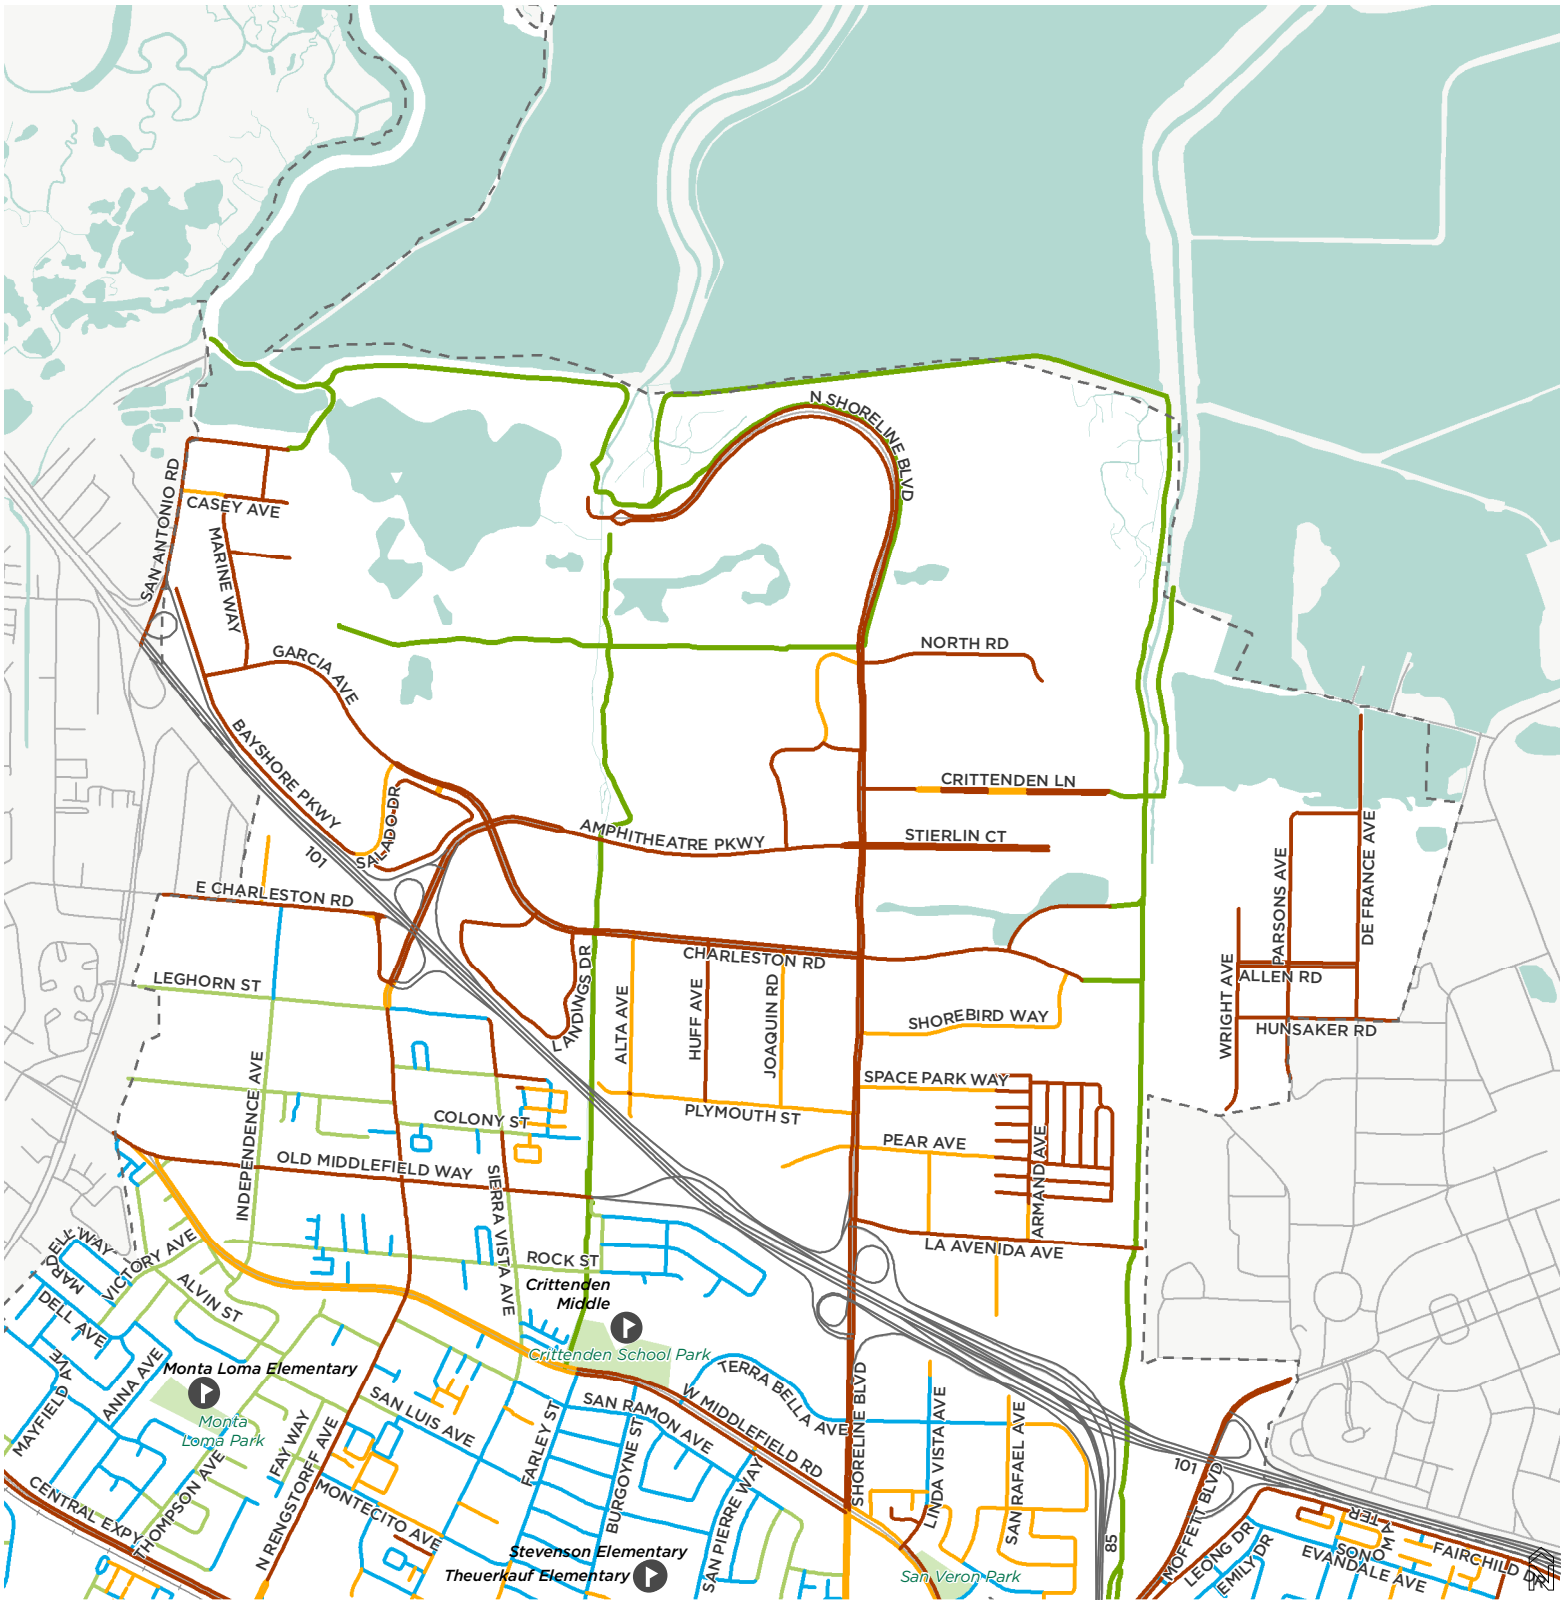 N SHORELINE BLVD
SAN ANTONIO RD
CASEY AVE
MARINE WAY
GARCIA AVE
NORTH RD
BAYSHORE PKWY
CRITTENDEN LN
SALADO DR
AMPHITHEATRE PKWY
STIERLIN CT
101
DE FRANCE AVE
PARSONS AVE
E CHARLESTON RD
CHARLESTON RD
LANDINGS DR
LEGHORN ST
ALTA AVE
HUFF AVE
JOAQUIN RD
SHOREBIRD WAY
WRIGHT AVE
ALLEN RD
HUNSAKER RD
SPACE PARK WAY
PLYMOUTH ST
INDEPENDENCE AVE
COLONY ST
PEAR AVE
ARMAND AVE
OLD MIDDLEFIELD WAY
SIERRA VISTA AVE
LA AVENIDA AVE
ROCK ST
MARDELL WAY
VICTORY AVE
ALVIN ST
DELL AVE
Crittenden
Middle
Crittenden School Park
Monta Loma Elementary
Monta
Loma Park
MAYFIELD AVE
ANNA AVE
SAN LUIS AVE
FAY WAY
SAN RAMON AVE
W MIDDLEFIELD RD
TERRA BELLA AVE
SHORELINE BLVD
LINDA VISTA AVE
SAN RAFAEL AVE
FARLEY ST
BURGOYNE ST
SAN PIERRE WAY
CENTRAL EXPY
THOMPSON AVE
N RENGSTORFF AVE
MONTECITO AVE
Stevenson Elementary
Theuerkauf Elementary
San Veron Park
85
101
MOFFETT BLVD
LEONG DR
EMILY DR
EVANDALE AVE
FAIRCHILD DR
N